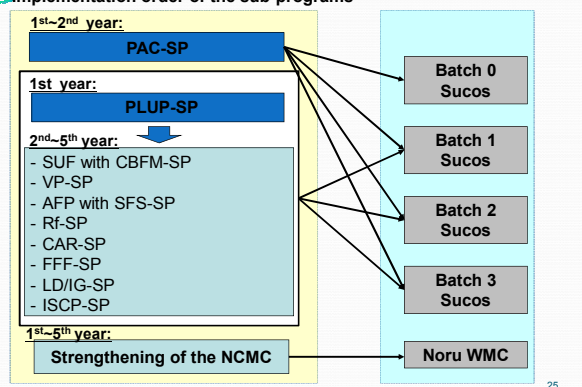 implementation order of the sub-programs
1st~2nd year:
PAC-SP
1st year:
PLUP-SP
2nd~5th year:
- SUF with CBFM-SP
- VP-SP
- AFP with SFS-SP
- Rf-SP
- CAR-SP
- FFF-SP
- LD/IG-SP
- ISCP-SP
1st~5th year:
Strengthening of the NCMC
Batch 0
Sucos
Batch 1
Sucos
Batch 2
Sucos
Batch 3
Sucos
Noru WMC
25